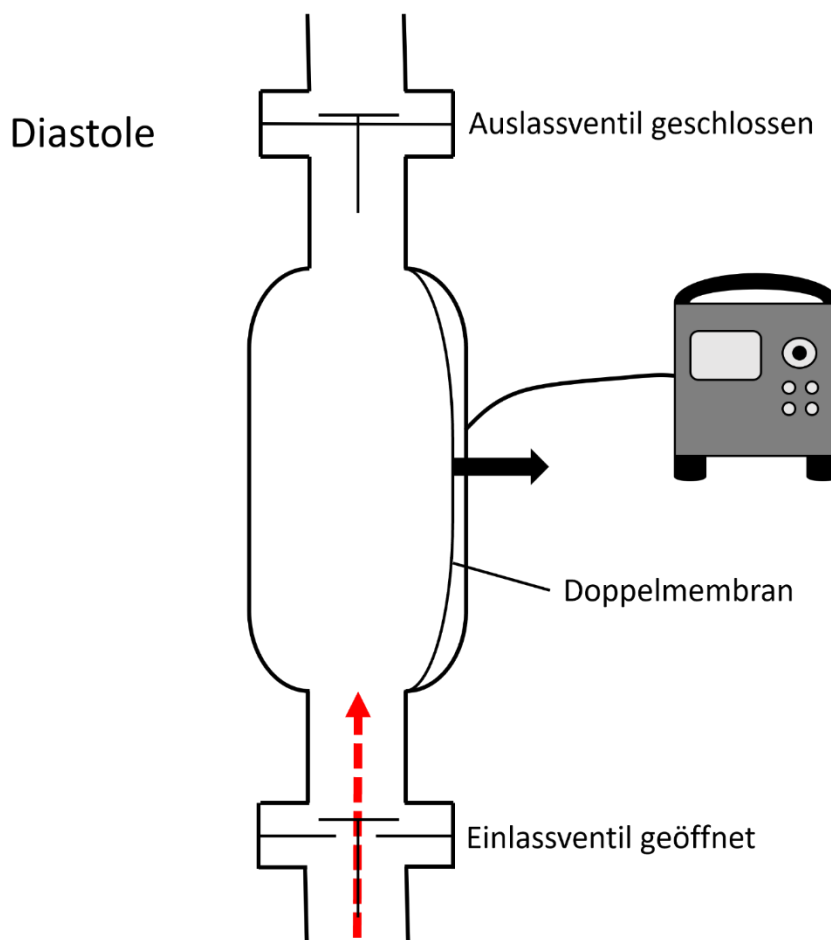 Diastole
Auslassventil geschlossen
Doppelmembran
Einlassventil geöffnet